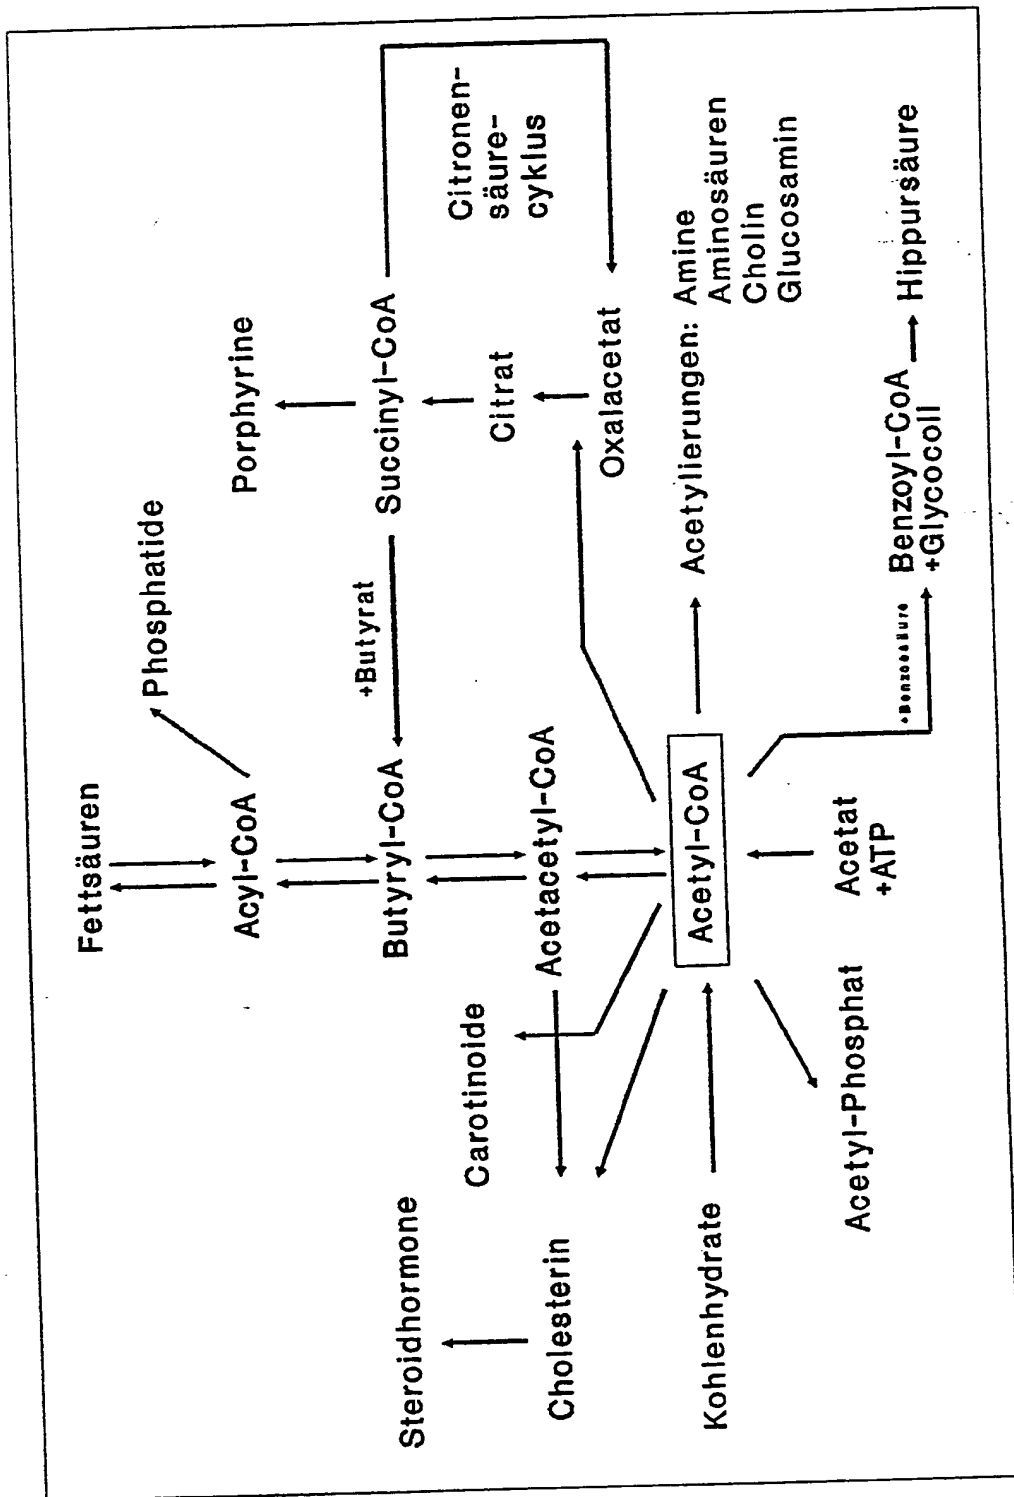 Fettsäuren
Acyl-CoA
Phosphatide
Porphyrine
Butyryl-CoA
+Butyrat
Succinyl-CoA
Citronen-
säure-
cyklus
Steroidhormone
Carotinoide
Citrat
Cholesterin
Acetacetyl-CoA
Oxalacetat
Kohlenhydrate
Acetyl-CoA
Acetylierungen: Amine
Aminosäuren
Cholin
Glucosamin
Acetyl-Phosphat
Acetat
+ATP
+Benzoesäure
Benzoyl-CoA
+Glycocoll
Hippursäure